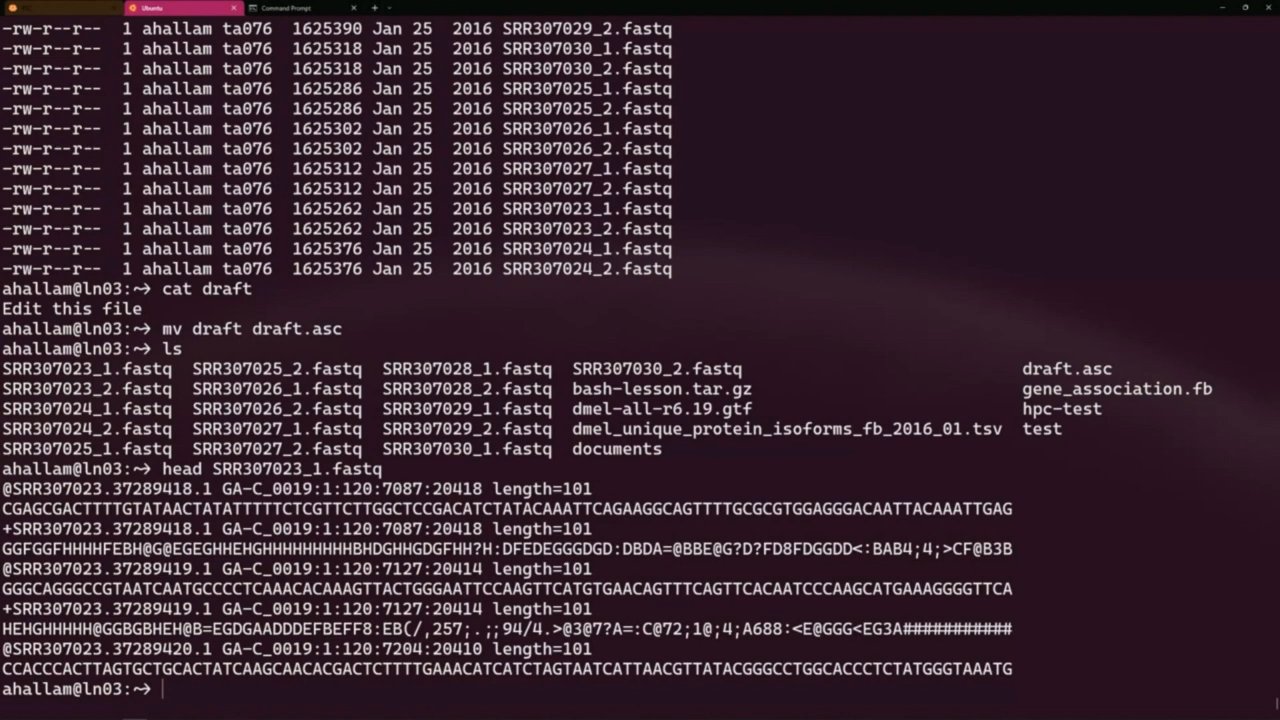 Ubuntu
Command Prompt
-rw-r--r-- 1 ahallam ta076 1625390 Jan 25 2016 SRR307029_2.fastq
-rw-r--r-- 1 ahallam ta076 1625318 Jan 25 2016 SRR307030_1.fastq
-rw-r--r-- 1 ahallam ta076 1625318 Jan 25 2016 SRR307030_2.fastq
-rw-r--r-- 1 ahallam ta076 1625286 Jan 25 2016 SRR307025_1.fastq
-rw-r--r-- 1 ahallam ta076 1625286 Jan 25 2016 SRR307025_2.fastq
-rw-r--r-- 1 ahallam ta076 1625302 Jan 25 2016 SRR307026_1.fastq
-rw-r--r-- 1 ahallam ta076 1625302 Jan 25 2016 SRR307026_2.fastq
-rw-r--r-- 1 ahallam ta076 1625312 Jan 25 2016 SRR307027_1.fastq
-rw-r--r-- 1 ahallam ta076 1625312 Jan 25 2016 SRR307027_2.fastq
-rw-r--r-- 1 ahallam ta076 1625262 Jan 25 2016 SRR307023_1.fastq
-rw-r--r-- 1 ahallam ta076 1625262 Jan 25 2016 SRR307023_2.fastq
-rw-r--r-- 1 ahallam ta076 1625376 Jan 25 2016 SRR307024_1.fastq
-rw-r--r-- 1 ahallam ta076 1625376 Jan 25 2016 SRR307024_2.fastq
ahallam@ln03:~> cat draft
Edit this file
ahallam@ln03:~> mv draft draft.asc
ahallam@ln03:~> ls
SRR307023_1.fastq SRR307025_2.fastq SRR307028_1.fastq SRR307030_2.fastq draft.asc
SRR307023_2.fastq SRR307026_1.fastq SRR307028_2.fastq bash-lesson.tar.gz gene_association.fb
SRR307024_1.fastq SRR307026_2.fastq SRR307029_1.fastq dmel-all-r6.19.gtf hpc-test
SRR307024_2.fastq SRR307027_1.fastq SRR307029_2.fastq dmel_unique_protein_isoforms_fb_2016_01.tsv test
SRR307025_1.fastq SRR307027_2.fastq SRR307030_1.fastq documents
ahallam@ln03:~> head SRR307023_1.fastq
@SRR307023.37289418.1 GA-C_0019:1:120:7087:20418 length=101
CGAGCGACTTTTGTATAACTATATTTTTCTCGTTCTTGGCTCCGACATCTATACAAATTCAGAAGGCAGTTTTGCGCGTGGAGGGACAATTACAAATTGAG
+SRR307023.37289418.1 GA-C_0019:1:120:7087:20418 length=101
GGFGGFHHHHFEBH@G@EGEGHHEHGHHHHHHHHHHBHDGHHGDGFHH?H:DFEDEGGGDGD:DBDA=@BBE@G?D?FD8FDGGDD<:BAB4;4;>CF@B3B
@SRR307023.37289419.1 GA-C_0019:1:120:7127:20414 length=101
GGGCAGGGCCGTAATCAATGCCCCTCAAACACAAAGTTACTGGGAATTCCAAGTTCATGTGAACAGTTTCAGTTCACAATCCCAAGCATGAAAGGGGTTCA
+SRR307023.37289419.1 GA-C_0019:1:120:7127:20414 length=101
HEHGHHHHH@GGBGBHEH@B=EGDGAADDDEFBEFF8:EB(/,257;.;;94/4.>@3@7?A=:C@72;1@;4;A688:<E@GGG<EG3A###########
@SRR307023.37289420.1 GA-C_0019:1:120:7204:20410 length=101
CCACCCACTTAGTGCTGCACTATCAAGCAACACGACTCTTTTGAAACATCATCTAGTAATCATTAACGTTATACGGGCCTGGCACCCTCTATGGGTAAATG
ahallam@ln03:~>